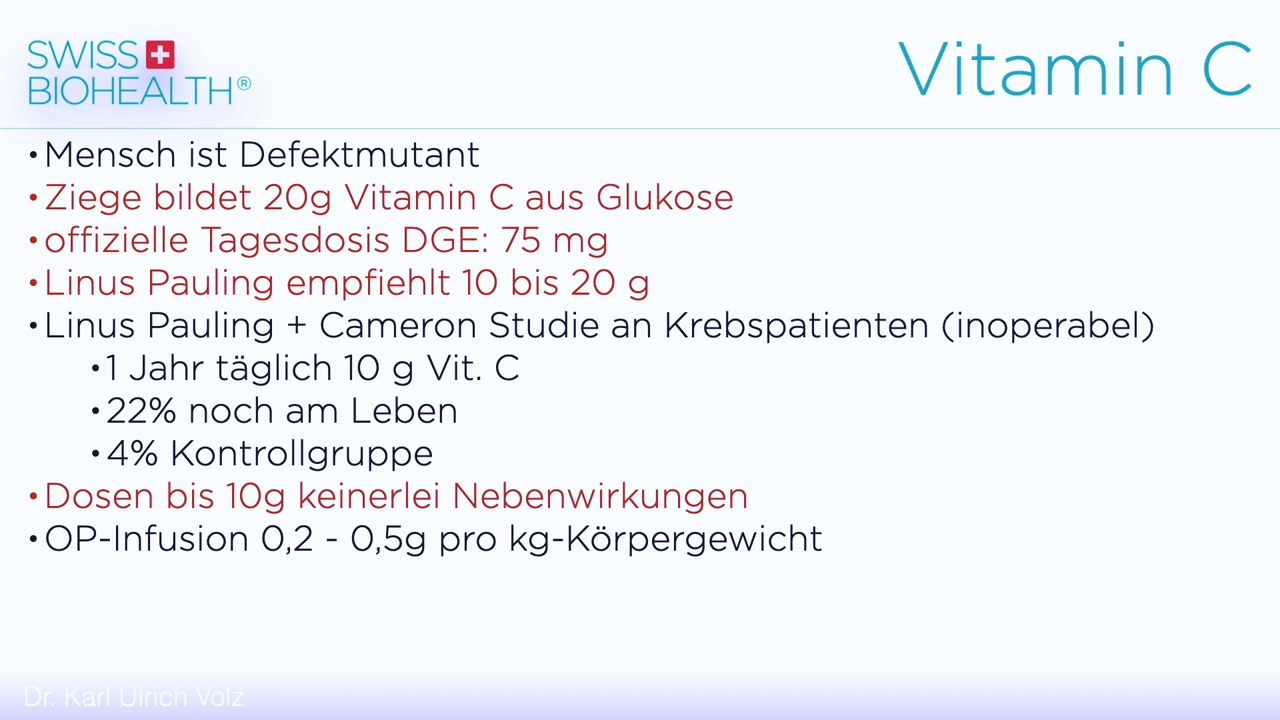 SWISS
BIOHEALTH®
Vitamin C
•Mensch ist Defektmutant
•Ziege bildet 20g Vitamin C aus Glukose
•offizielle Tagesdosis DGE: 75 mg
•Linus Pauling empfiehlt 10 bis 20 g
•Linus Pauling + Cameron Studie an Krebspatienten (inoperabel)
•1 Jahr täglich 10 g Vit. C
•22% noch am Leben
•4% Kontrollgruppe
•Dosen bis 10g keinerlei Nebenwirkungen
•OP-Infusion 0,2 - 0,5g pro kg-Körpergewicht
Dr. Karl Ulrich Volz